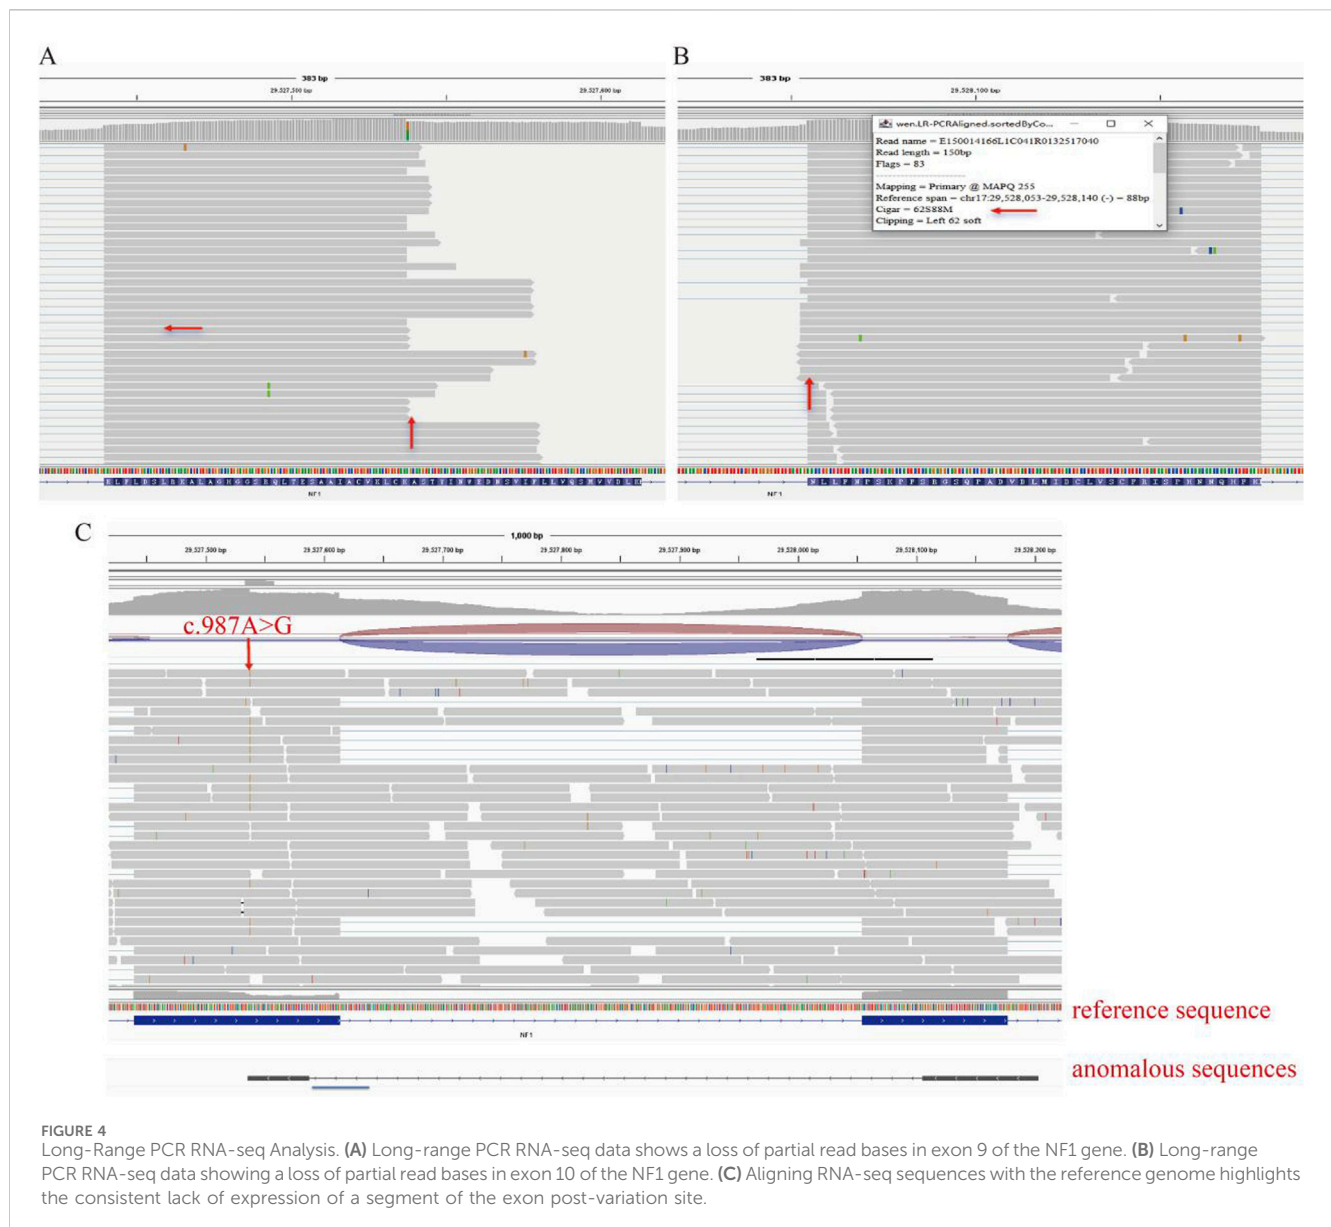 A
B
383 bp
29,527,500 bp
29,527,600 bp
NF1
383 bp
29,528,100 bp
wen.LR-PCRAligned.sortedByCo...
Read name = E150014166L1C041R0132517040
Read length = 150bp
Flags = 83
--------------------
Mapping = Primary @ MAPQ 255
Reference span = chr17:29,528,053-29,528,140 (-) = 88bp
Cigar = 62S88M
Clipping = Left 62 soft
NF1
C
1,000 bp
29,527,500 bp
29,527,600 bp
29,527,700 bp
29,527,800 bp
29,527,900 bp
29,528,000 bp
29,528,100 bp
29,528,200
c.987A>G
reference sequence
NF1
anomalous sequences
FIGURE 4
Long-Range PCR RNA-seq Analysis. (A) Long-range PCR RNA-seq data shows a loss of partial read bases in exon 9 of the NF1 gene. (B) Long-range
PCR RNA-seq data showing a loss of partial read bases in exon 10 of the NF1 gene. (C) Aligning RNA-seq sequences with the reference genome highlights
the consistent lack of expression of a segment of the exon post-variation site.